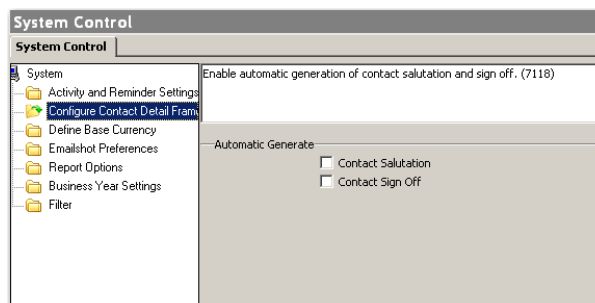 System Control
System Control
System
Activity and Reminder Settings
Configure Contact Detail Fram
Define Base Currency
Emailshot Preferences
Report Options
Business Year Settings
Filter
Enable automatic generation of contact salutation and sign off. (7118)
Automatic Generate
Contact Salutation
Contact Sign Off